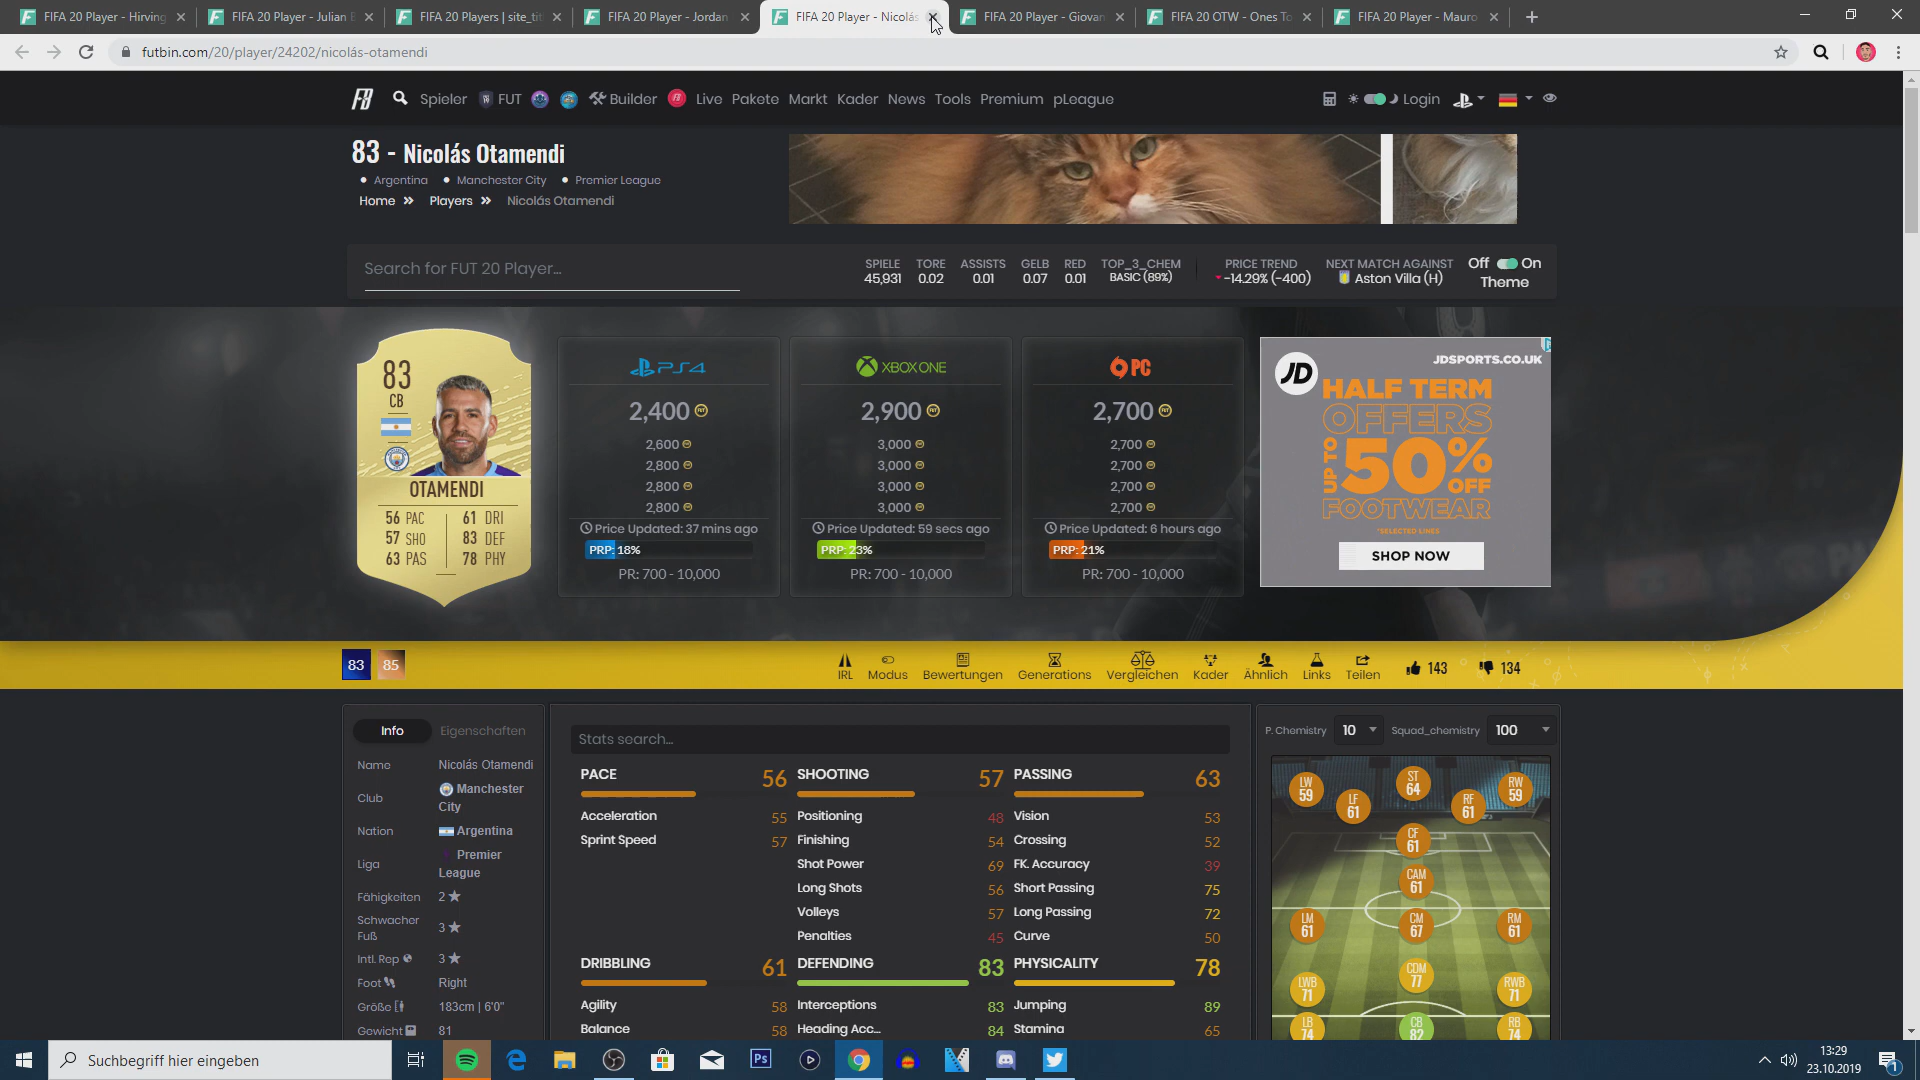 FIFA 20 Player - Hirving
FIFA 20 Player - Julian B
FIFA 20 Players | site_tit
FIFA 20 Player - Jordan
FIFA 20 Player - Nicolás
FIFA 20 Player - Giovan
FIFA 20 OTW - Ones To
FIFA 20 Player - Mauro
futbin.com/20/player/24202/nicolás-otamendi
Spieler FUT Builder Live Pakete Markt Kader News Tools Premium pLeague Login
83 - Nicolás Otamendi
Argentina Manchester City Premier League
Home » Players » Nicolás Otamendi
Search for FUT 20 Player...
SPIELE TORE ASSISTS GELB RED TOP_3_CHEM PRICE TREND NEXT MATCH AGAINST Off On
45,931 0.02 0.01 0.07 0.01 BASIC (89%) -14.29% (-400) Aston Villa (H) Theme
83
CB
OTAMENDI
56 PAC 61 DRI
57 SHO 83 DEF
63 PAS 78 PHY
PS4
2,400
2,600
2,800
2,800
2,800
Price Updated: 37 mins ago
PRP: 18%
PR: 700 - 10,000
XBOX ONE
2,900
3,000
3,000
3,000
3,000
Price Updated: 59 secs ago
PRP: 23%
PR: 700 - 10,000
PC
2,700
2,700
2,700
2,700
2,700
Price Updated: 6 hours ago
PRP: 21%
PR: 700 - 10,000
JD JDSPORTS.CO.UK
HALF TERM
OFFERS
UP TO 50% OFF
FOOTWEAR
*SELECTED LINES
SHOP NOW
83 85
IRL Modus Bewertungen Generations Vergleichen Kader Ähnlich Links Teilen 143 134
Info Eigenschaften
Name Nicolás Otamendi
Club Manchester
City
Nation Argentina
Liga Premier
League
Fähigkeiten 2
Schwacher
Fuß 3
Intl. Rep 3
Foot Right
Größe 183cm | 6'0"
Gewicht 81
Stats search...
PACE 56
Acceleration 55
Sprint Speed 57
SHOOTING 57
Positioning 48
Finishing 54
Shot Power 69
Long Shots 56
Volleys 57
Penalties 45
PASSING 63
Vision 53
Crossing 52
FK. Accuracy 39
Short Passing 75
Long Passing 72
Curve 50
DRIBBLING 61
Agility 58
Balance 58
DEFENDING 83
Interceptions 83
Heading Acc... 84
PHYSICALITY 78
Jumping 89
Stamina 65
P. Chemistry 10 Squad_chemistry 100
LW
59
ST
64
RW
59
LF
61
RF
61
CF
61
CAM
61
LM
61
CM
67
RM
61
CDM
77
LWB
71
RWB
71
LB
74
CB
82
RB
74
Suchbegriff hier eingeben
Ps
13:29
23.10.2019
1